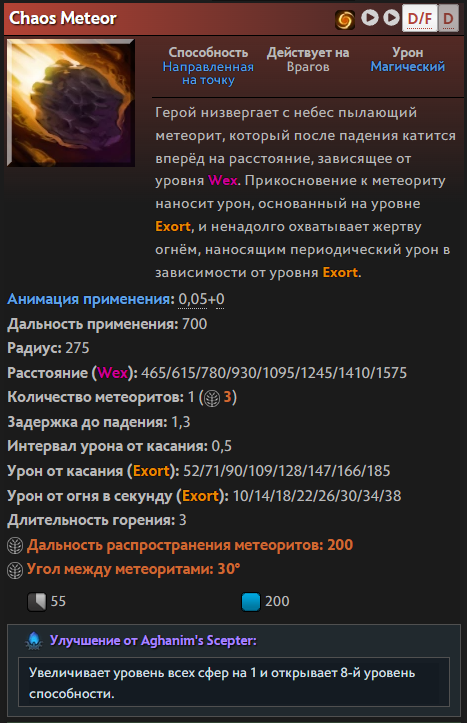 Chaos Meteor
D/F D
Способность
Направленная
на точку
Действует на
Врагов
Урон
Магический
Герой низвергает с небес пылающий
метеорит, который после падения катится
вперёд на расстояние, зависящее от
уровня Wex. Прикосновение к метеориту
наносит урон, основанный на уровне
Exort, и ненадолго охватывает жертву
огнём, наносящим периодический урон в
зависимости от уровня Exort.
Анимация применения: 0,05+0
Дальность применения: 700
Радиус: 275
Расстояние (Wex): 465/615/780/930/1095/1245/1410/1575
Количество метеоритов: 1 (3)
Задержка до падения: 1,3
Интервал урона от касания: 0,5
Урон от касания (Exort): 52/71/90/109/128/147/166/185
Урон от огня в секунду (Exort): 10/14/18/22/26/30/34/38
Длительность горения: 3
Дальность распространения метеоритов: 200
Угол между метеоритами: 30°
55 200
Улучшение от Aghanim's Scepter:
Увеличивает уровень всех сфер на 1 и открывает 8-й уровень
способности.